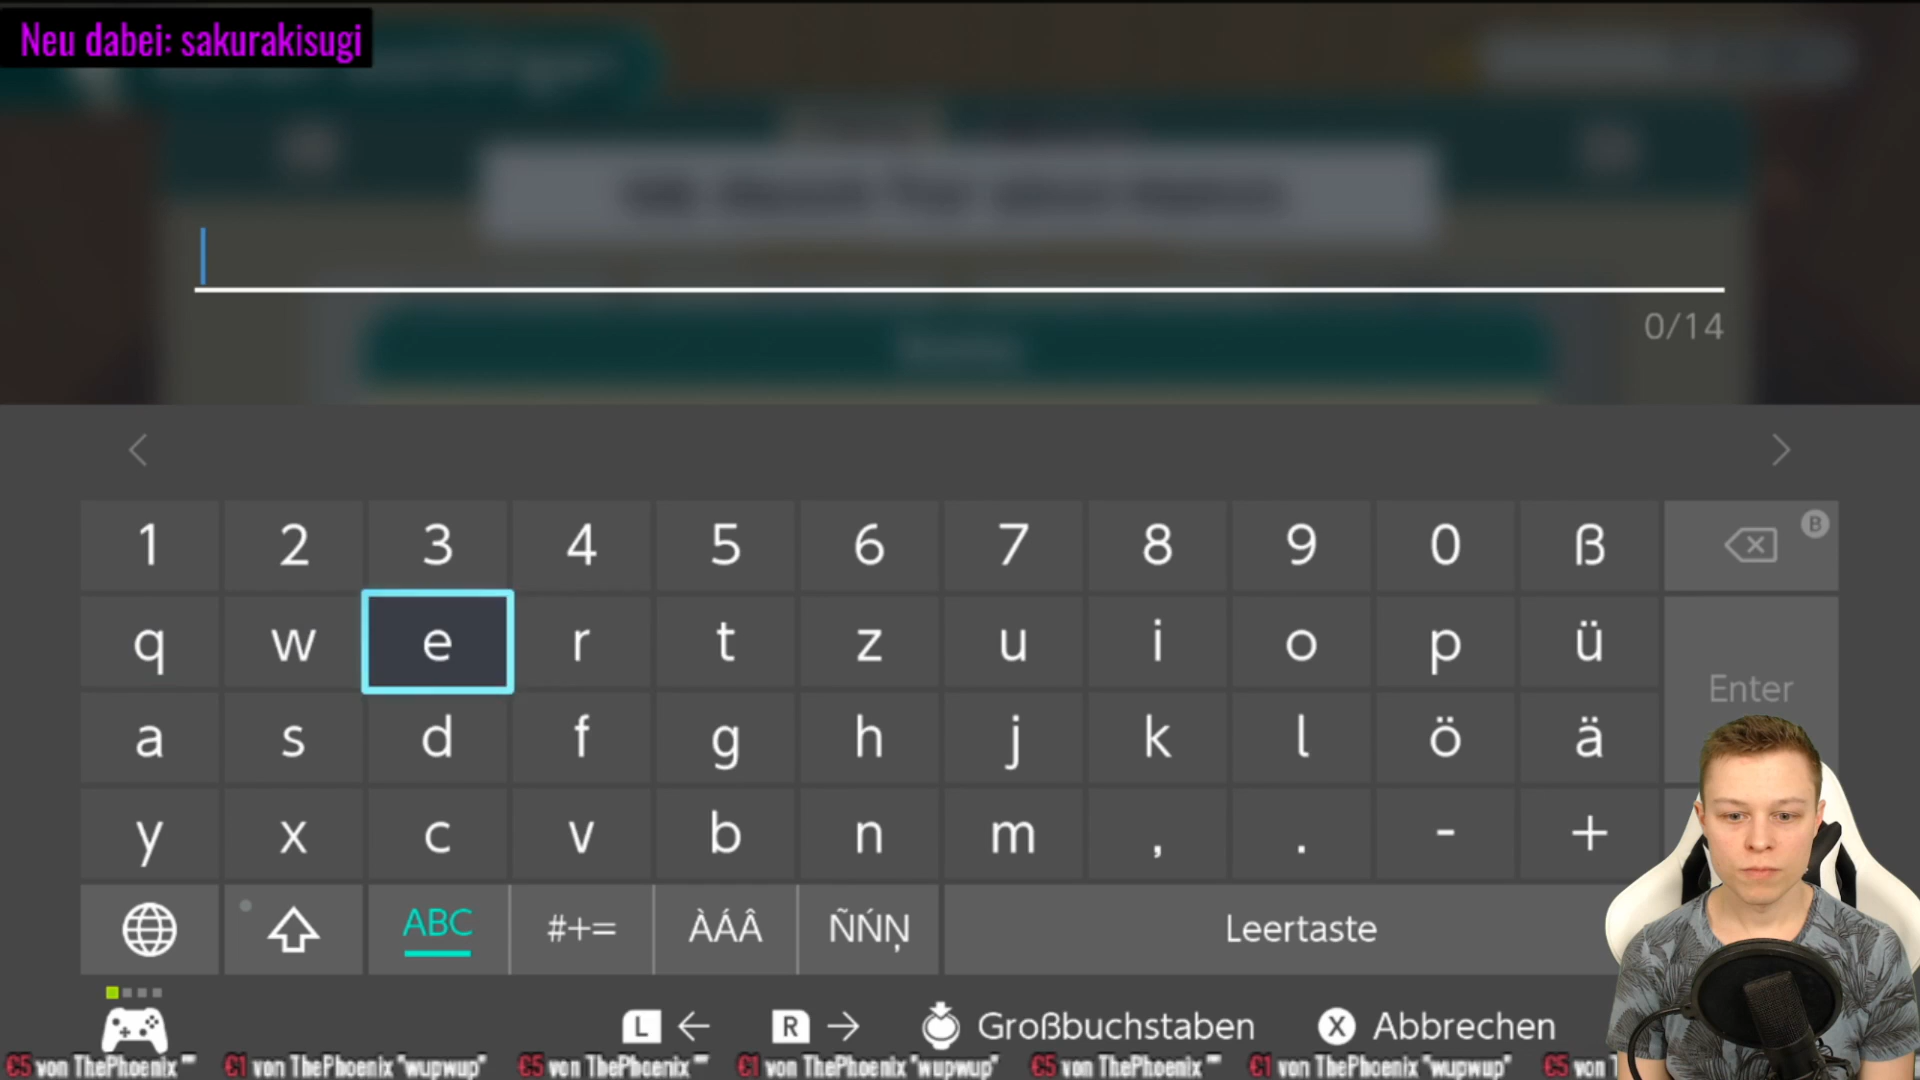 Neu dabei: sakurakisugi
0/14
1 2 3 4 5 6 7 8 9 0 ß B
q w e r t z u i o p ü
Enter
a s d f g h j k l ö ä
y x c v b n m , . - +
ABC #+= ÀÁÂ ÑŃŅ Leertaste
L ← R → Großbuchstaben X Abbrechen
€5 von ThePhoenix "" €1 von ThePhoenix "wupwup" €5 von ThePhoenix "" €1 von ThePhoenix "wupwup" €5 von ThePhoenix "" €1 von ThePhoenix "wupwup" €5 von